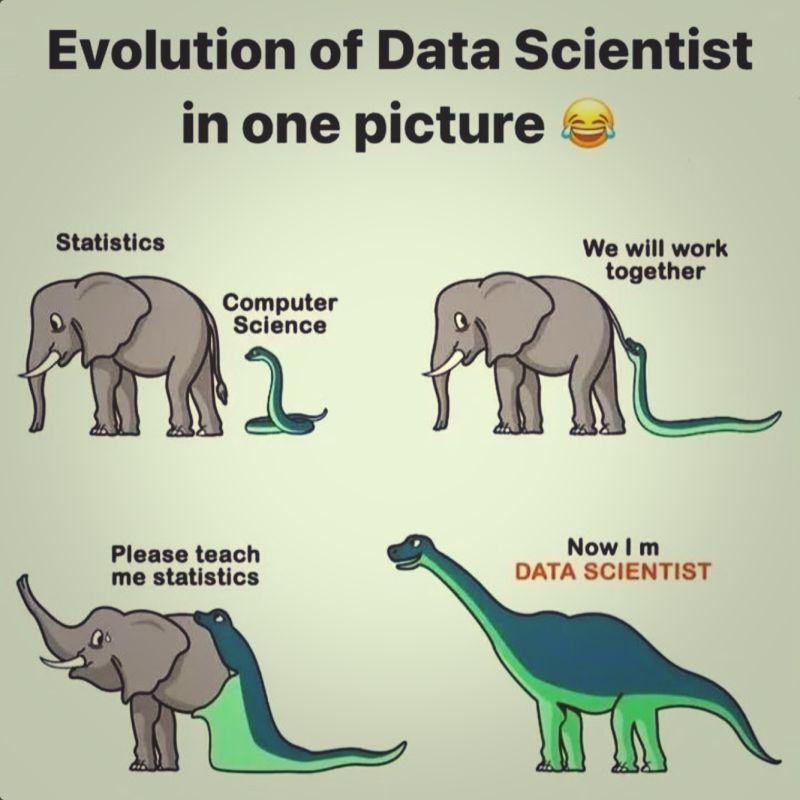 Evolution of Data Scientist
in one picture 😂
Statistics
Computer
Science
We will work
together
Please teach
me statistics
Now I m
DATA SCIENTIST